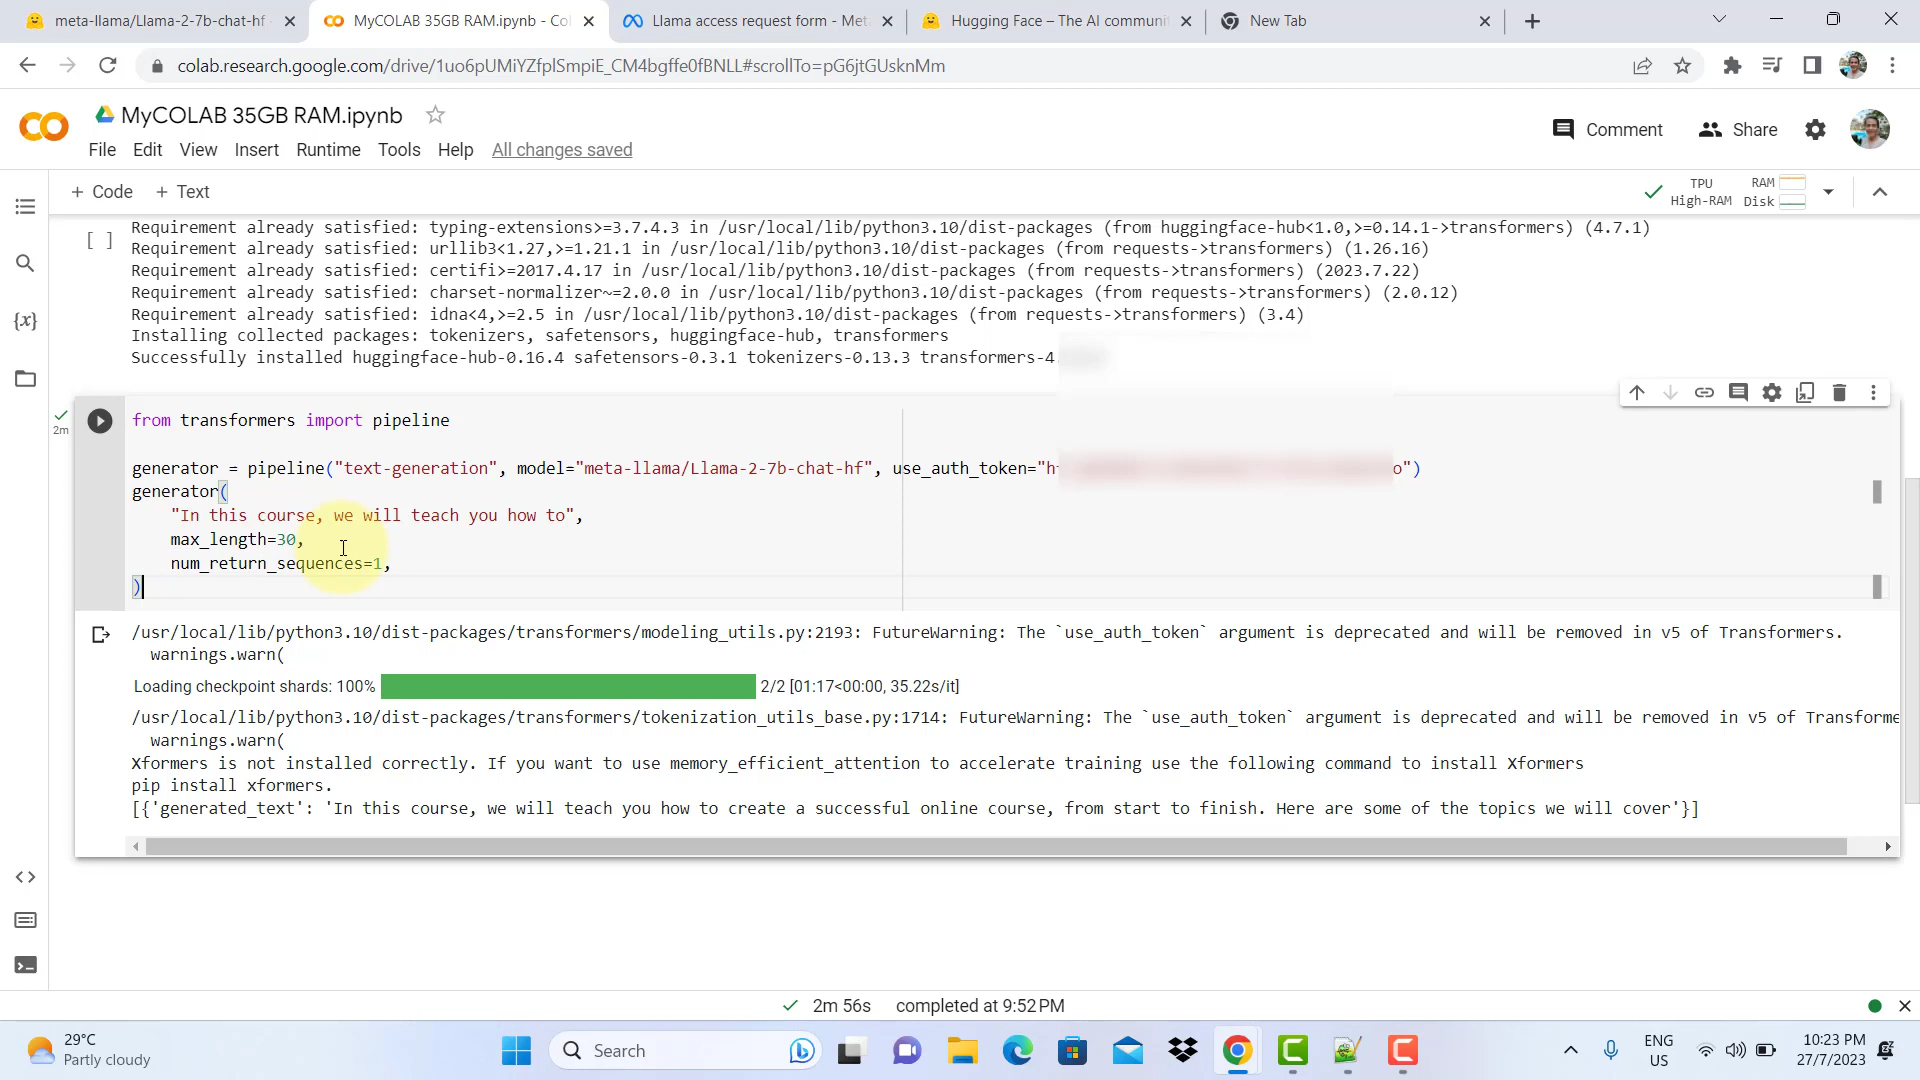 meta-llama/Llama-2-7b-chat-hf
MyCOLAB 35GB RAM.ipynb - Co
Llama access request form - Met
Hugging Face – The AI communi
New Tab
colab.research.google.com/drive/1uo6pUMiYZfplSmpiE_CM4bgffe0fBNLL#scrollTo=pG6jtGUsknMm
MyCOLAB 35GB RAM.ipynb
Comment
Share
File Edit View Insert Runtime Tools Help All changes saved
+ Code + Text
TPU
High-RAM
RAM
Disk
[ ]
Requirement already satisfied: typing-extensions>=3.7.4.3 in /usr/local/lib/python3.10/dist-packages (from huggingface-hub<1.0,>=0.14.1->transformers) (4.7.1)
Requirement already satisfied: urllib3<1.27,>=1.21.1 in /usr/local/lib/python3.10/dist-packages (from requests->transformers) (1.26.16)
Requirement already satisfied: certifi>=2017.4.17 in /usr/local/lib/python3.10/dist-packages (from requests->transformers) (2023.7.22)
Requirement already satisfied: charset-normalizer~=2.0.0 in /usr/local/lib/python3.10/dist-packages (from requests->transformers) (2.0.12)
Requirement already satisfied: idna<4,>=2.5 in /usr/local/lib/python3.10/dist-packages (from requests->transformers) (3.4)
Installing collected packages: tokenizers, safetensors, huggingface-hub, transformers
Successfully installed huggingface-hub-0.16.4 safetensors-0.3.1 tokenizers-0.13.3 transformers-4.
2m
from transformers import pipeline
generator = pipeline("text-generation", model="meta-llama/Llama-2-7b-chat-hf", use_auth_token="h o")
generator(
"In this course, we will teach you how to",
max_length=30,
num_return_sequences=1,
)
/usr/local/lib/python3.10/dist-packages/transformers/modeling_utils.py:2193: FutureWarning: The `use_auth_token` argument is deprecated and will be removed in v5 of Transformers.
warnings.warn(
Loading checkpoint shards: 100% 2/2 [01:17<00:00, 35.22s/it]
/usr/local/lib/python3.10/dist-packages/transformers/tokenization_utils_base.py:1714: FutureWarning: The `use_auth_token` argument is deprecated and will be removed in v5 of Transforme
warnings.warn(
Xformers is not installed correctly. If you want to use memory_efficient_attention to accelerate training use the following command to install Xformers
pip install xformers.
[{'generated_text': 'In this course, we will teach you how to create a successful online course, from start to finish. Here are some of the topics we will cover'}]
2m 56s completed at 9:52 PM
29°C
Partly cloudy
Search
ENG
US
10:23 PM
27/7/2023